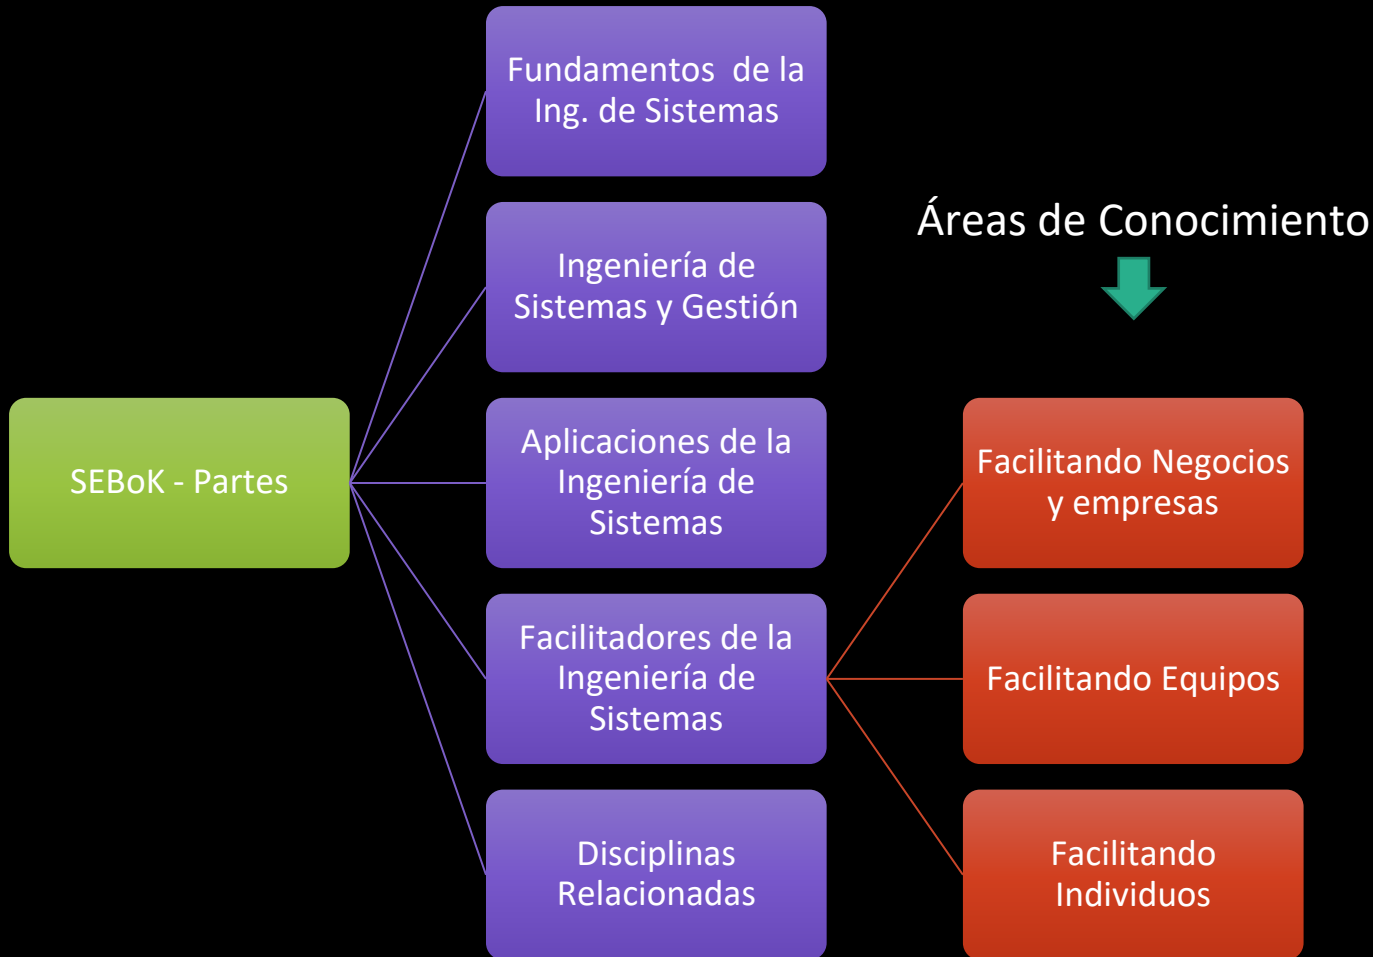 Fundamentos de la
Ing. de Sistemas
Áreas de Conocimiento
Ingeniería de
Sistemas y Gestión
SEBoK - Partes
Aplicaciones de la
Ingeniería de
Sistemas
Facilitando Negocios
y empresas
Facilitadores de la
Ingeniería de
Sistemas
Facilitando Equipos
Disciplinas
Relacionadas
Facilitando
Individuos